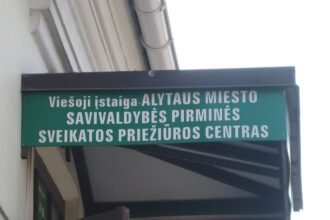 Viešoji įstaiga ALYTAUS MIESTO
SAVIVALDYBĖS PIRMINĖS
SVEIKATOS PRIEŽIŪROS CENTRAS